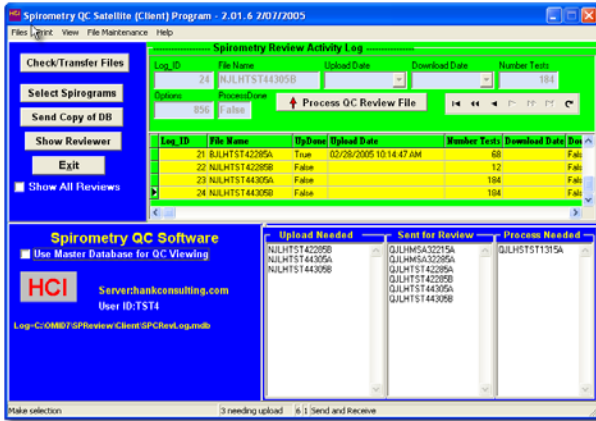 Spirometry QC Satellite (Client) Program - 2.01.6 2/07/2005
Files Print View File Maintenance Help
Check/Transfer Files
Select Spirograms
Send Copy of DB
Show Reviewer
Exit
Show All Reviews
Spirometry Review Activity Log
Log_ID File Name Upload Date Download Date Number Tests
24 NJLHTST44305B 184
Options ProcessDone
856 False Process QC Review File
Log_ID File Name UpDone Upload Date Number Tests Download Date Dov
21 BJLHTST42285A True 02/28/2005 10:14:47 AM 68 Fals
22 NJLHTST42285B False 12 Fals
23 NJLHTST44305A False 184 Fals
24 NJLHTST44305B False 184 Fals
Spirometry QC Software
Use Master Database for QC Viewing
HCI
Server:hankconsulting.com
User ID:TST4
Log=C:\OMID7\SPReview\Client\SPCRevLog.mdb
Upload Needed
NJLHTST42285B
NJLHTST44305A
NJLHTST44305B
Sent for Review
QJLHMSA32215A
QJLHMSA33285A
QJLHTST42285A
QJLHTST42285B
QJLHTST44305A
QJLHTST44305B
Process Needed
QJLHSTST1315A
Make selection 3 needing upload 6 1 Send and Receive